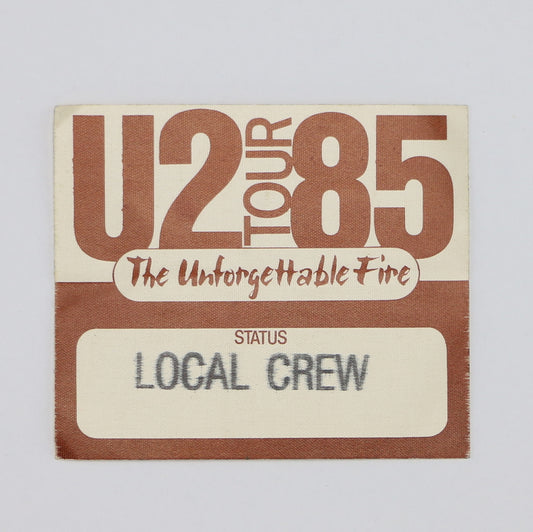 U2 TOUR 85
The Unforgettable Fire
STATUS
LOCAL CREW